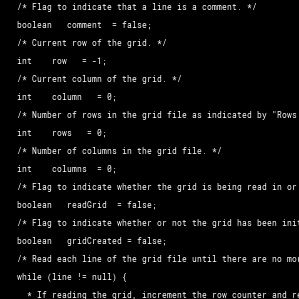 /* Flag to indicate that a line is a comment. */
boolean comment = false;
/* Current row of the grid. */
int row = -1;
/* Current column of the grid. */
int column = 0;
/* Number of rows in the grid file as indicated by "Rows
int rows = 0;
/* Number of columns in the grid file. */
int columns = 0;
/* Flag to indicate whether the grid is being read in or
boolean readGrid = false;
/* Flag to indicate whether or not the grid has been init
boolean gridCreated = false;
/* Read each line of the grid file until there are no mor
while (line != null) {
* If reading the grid, increment the row counter and re